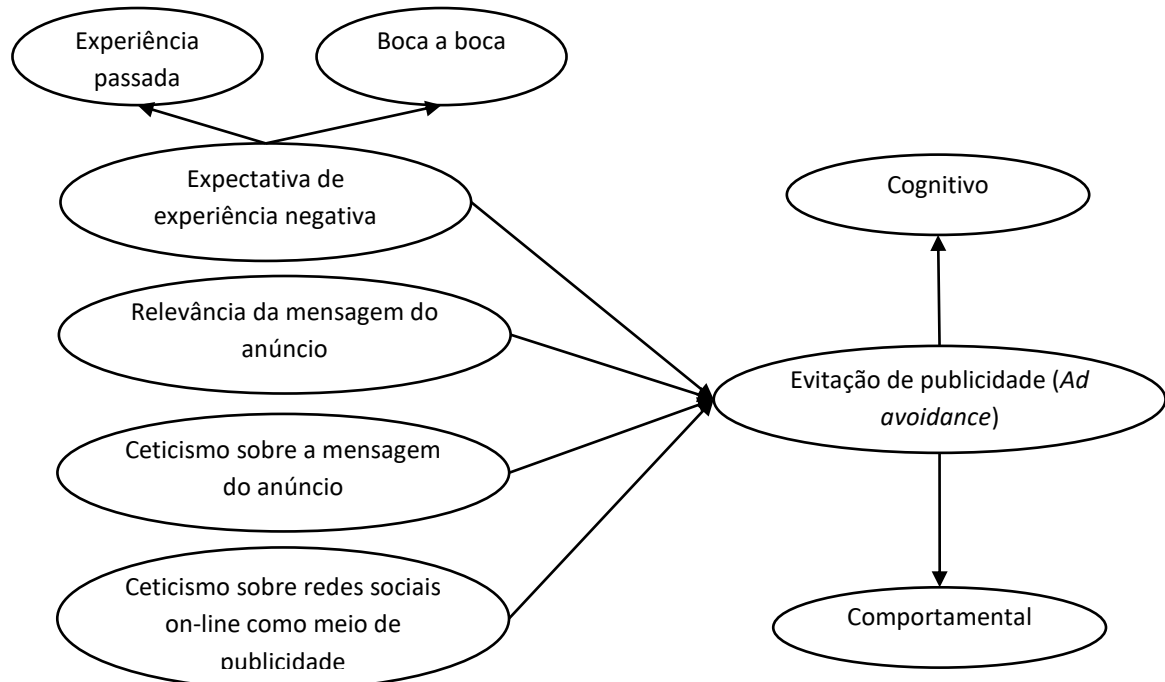 Experiência
passada
Boca a boca
Expectativa de
experiência negativa
Relevância da mensagem do
anúncio
Ceticismo sobre a mensagem
do anúncio
Ceticismo sobre redes sociais
on-line como meio de
publicidade
Cognitivo
Evitação de publicidade (Ad
avoidance)
Comportamental